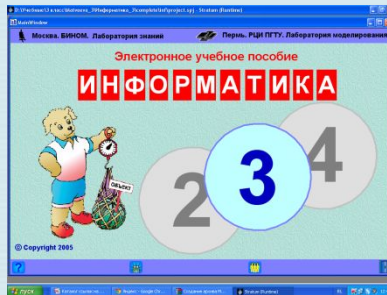 MainWindow
Москва. БИНОМ. Лаборатория знаний
Пермь. РЦИ ПГТУ. Лаборатория моделирования
Электронное учебное пособие
ИНФОРМАТИКА
2 3 4
ОБЪЕКТ
© Copyright 2005
?